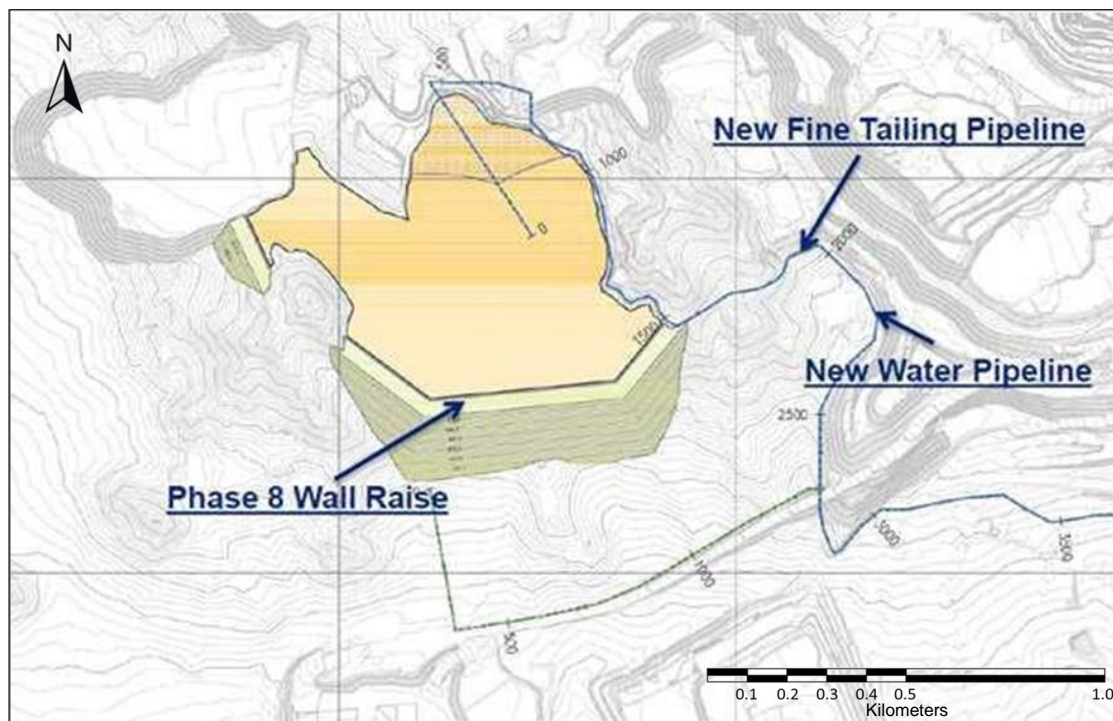 N
500
New Fine Tailing Pipeline
1000
0
2000
1500
New Water Pipeline
2500
Phase 8 Wall Raise
3000
3500
1000
500
0.1 0.2 0.3 0.4 0.5 1.0
Kilometers